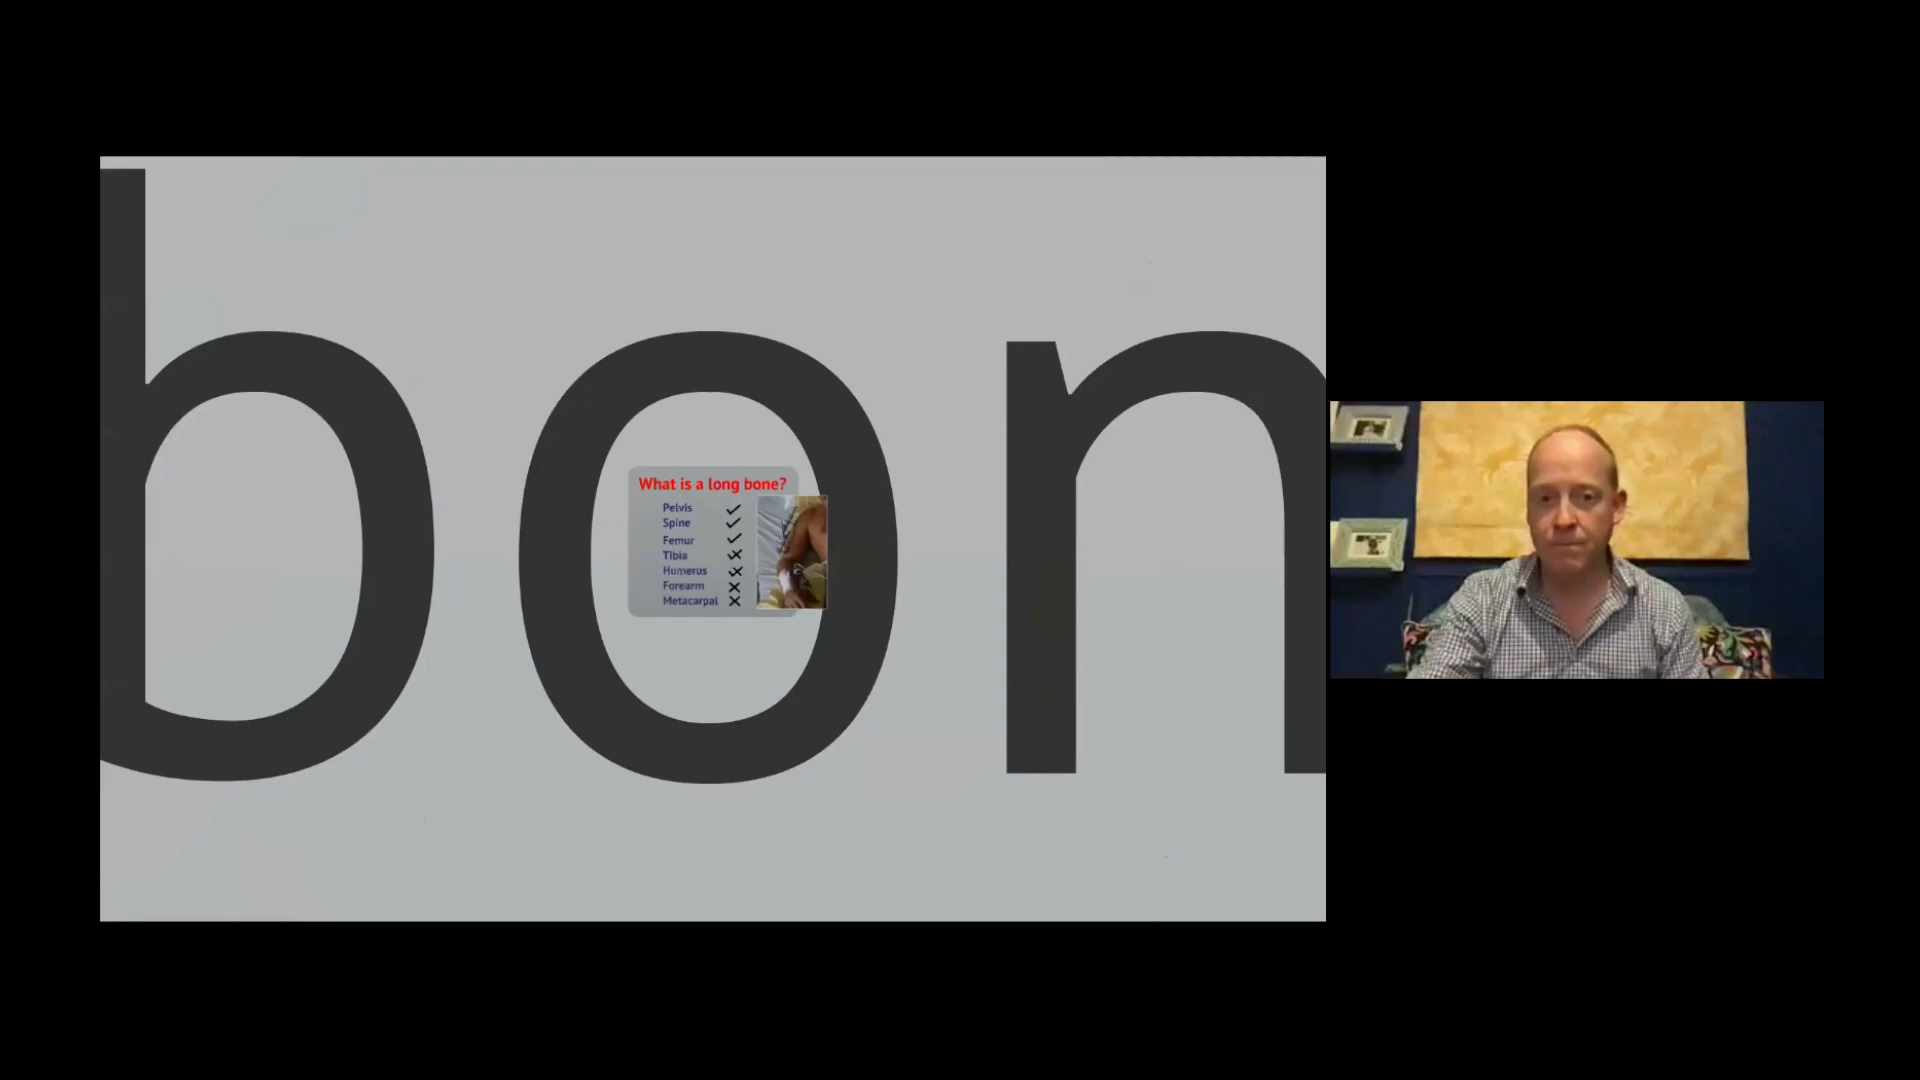 bon
What is a long bone?
Pelvis ✓
Spine ✓
Femur ✓
Tibia
Humerus
Forearm ✗
Metacarpal ✗